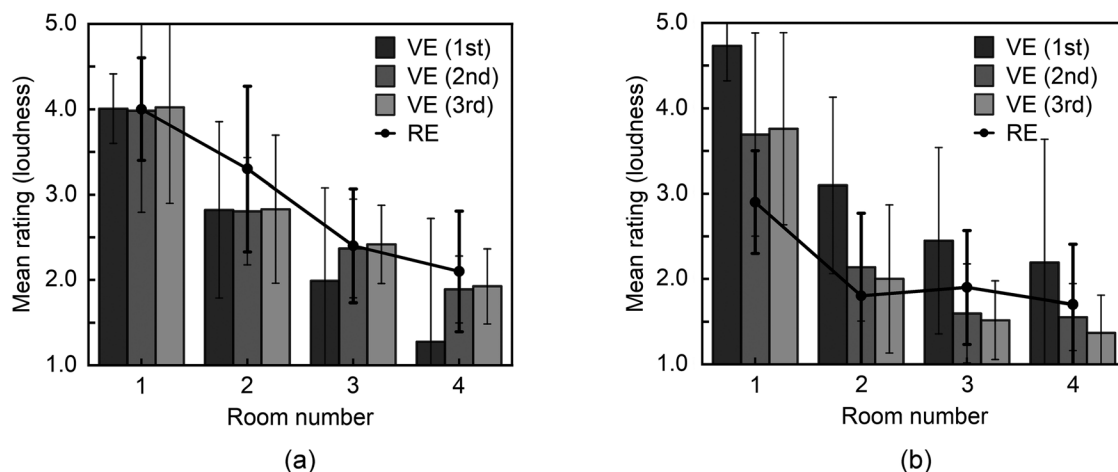 5.0
4.0
3.0
2.0
1.0
Mean rating (loudness)
VE (1st)
VE (2nd)
VE (3rd)
RE
1 2 3 4
Room number
(a)
5.0
4.0
3.0
2.0
1.0
Mean rating (loudness)
VE (1st)
VE (2nd)
VE (3rd)
RE
1 2 3 4
Room number
(b)